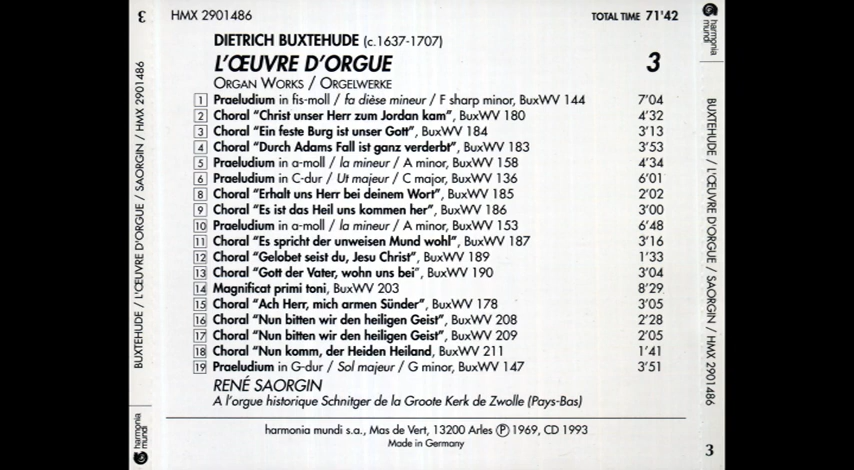 3
HMX 2901486
TOTAL TIME 71'42
DIETRICH BUXTEHUDE (c.1637-1707)
L'ŒUVRE D'ORGUE 3
ORGAN WORKS / ORGELWERKE
1 Praeludium in fis-moll / fa dièse mineur / F sharp minor, BuxWV 144 7'04
2 Choral "Christ unser Herr zum Jordan kam", BuxWV 180 4'32
3 Choral "Ein feste Burg ist unser Gott", BuxWV 184 3'13
4 Choral "Durch Adams Fall ist ganz verderbt", BuxWV 183 3'53
5 Praeludium in a-moll / la mineur / A minor, BuxWV 158 4'34
6 Praeludium in C-dur / Ut majeur / C major, BuxWV 136 6'01
8 Choral "Erhalt uns Herr bei deinem Wort", BuxWV 185 2'02
9 Choral "Es ist das Heil uns kommen her", BuxWV 186 3'00
10 Praeludium in a-moll / la mineur / A minor, BuxWV 153 6'48
11 Choral "Es spricht der unweisen Mund wohl", BuxWV 187 3'16
12 Choral "Gelobet seist du, Jesu Christ", BuxWV 189 1'33
13 Choral "Gott der Vater, wohn uns bei", BuxWV 190 3'04
14 Magnificat primi toni, BuxWV 203 8'29
15 Choral "Ach Herr, mich armen Sünder", BuxWV 178 3'05
16 Choral "Nun bitten wir den heiligen Geist", BuxWV 208 2'28
17 Choral "Nun bitten wir den heiligen Geist", BuxWV 209 2'05
18 Choral "Nun komm, der Heiden Heiland, BuxWV 211 1'41
19 Praeludium in G-dur / Sol majeur / G minor, BuxWV 147 3'51
RENÉ SAORGIN
A l'orgue historique Schnitger de la Groote Kerk de Zwolle (Pays-Bas)
harmonia mundi s.a., Mas de Vert, 13200 Arles Ⓟ 1969, CD 1993
Made in Germany
BUXTEHUDE / L'ŒUVRE D'ORGUE / SAORGIN / HMX 2901486
harmonia mundi
harmonia mundi
BUXTEHUDE / L'ŒUVRE D'ORGUE / SAORGIN / HMX 2901486
3